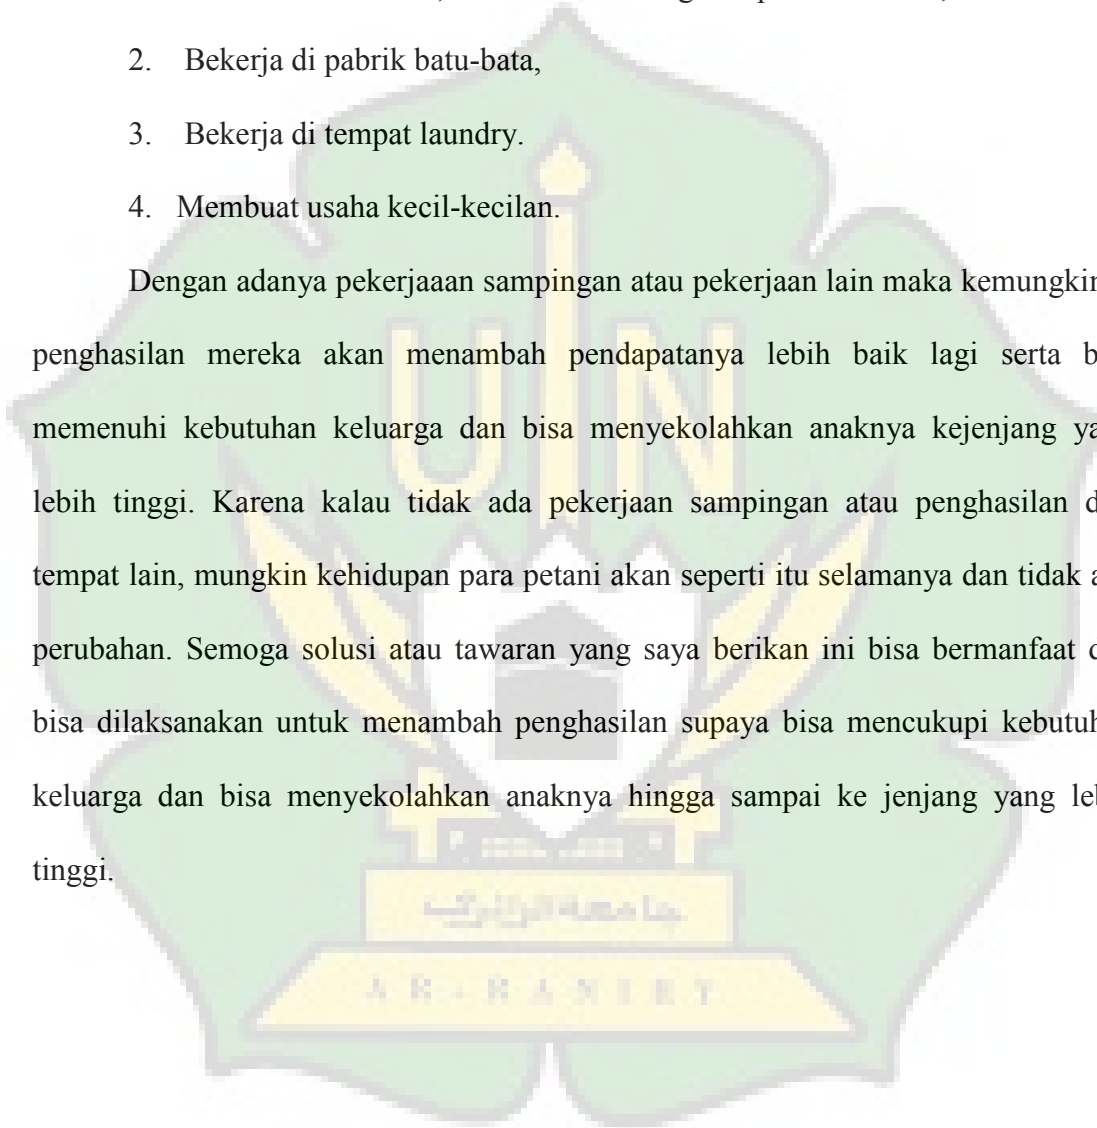 2. Bekerja di pabrik batu-bata,
3. Bekerja di tempat laundry.
4. Membuat usaha kecil-kecilan.
Dengan adanya pekerjaaan sampingan atau pekerjaan lain maka kemungkin
penghasilan mereka akan menambah pendapatanya lebih baik lagi serta b
memenuhi kebutuhan keluarga dan bisa menyekolahkan anaknya kejenjang ya
lebih tinggi. Karena kalau tidak ada pekerjaan sampingan atau penghasilan d
tempat lain, mungkin kehidupan para petani akan seperti itu selamanya dan tidak a
perubahan. Semoga solusi atau tawaran yang saya berikan ini bisa bermanfaat d
bisa dilaksanakan untuk menambah penghasilan supaya bisa mencukupi kebutuh
keluarga dan bisa menyekolahkan anaknya hingga sampai ke jenjang yang leb
tinggi.
UIN
AR-RANIRY